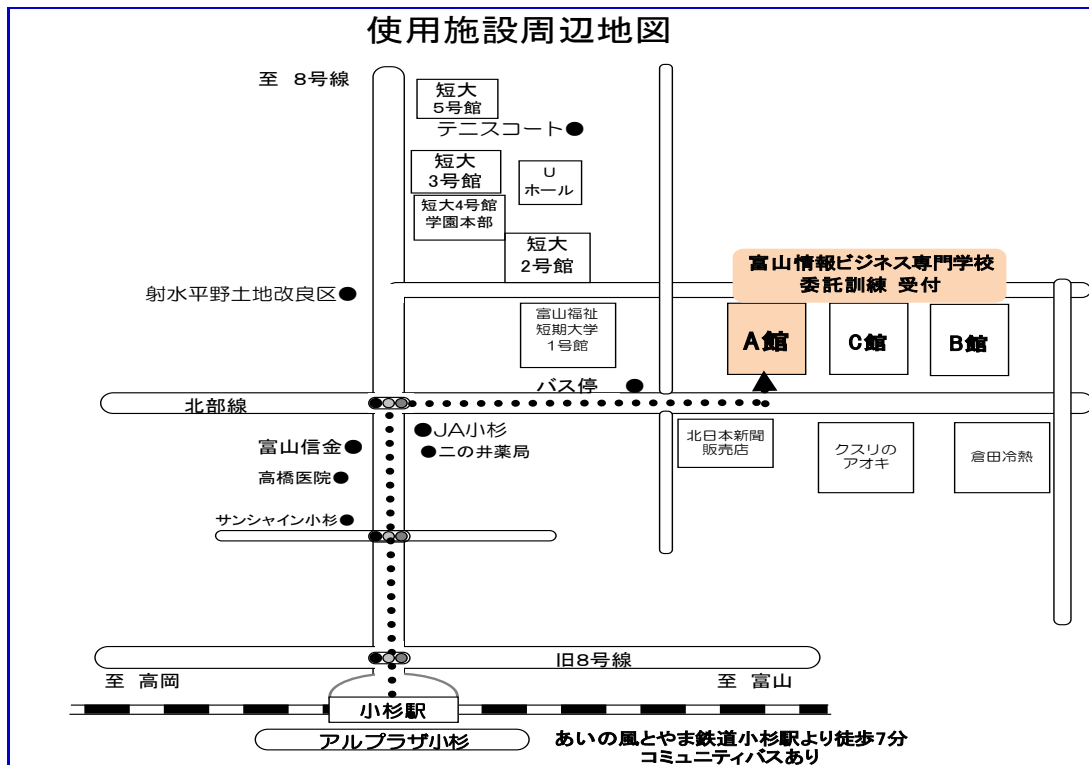 使用施設周辺地図
至 8号線
短大
5号館
テニスコート
短大
3号館
U
ホール
短大4号館
学園本部
短大
2号館
富山情報ビジネス専門学校
委託訓練 受付
射水平野土地改良区
富山福祉
短期大学
1号館
A館
C館
B館
バス停
北部線
JA小杉
富山信金
二の井薬局
北日本新聞
販売店
クスリの
アオキ
倉田冷熱
高橋医院
サンシャイン小杉
旧8号線
至 高岡
至 富山
小杉駅
アルプラザ小杉
あいの風とやま鉄道小杉駅より徒歩7分
コミュニティバスあり